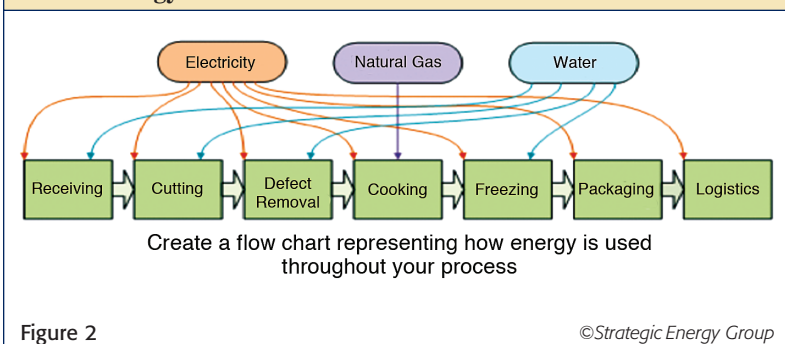 Electricity
Natural Gas
Water
Receiving
Cutting
Defect
Removal
Cooking
Freezing
Packaging
Logistics
Create a flow chart representing how energy is used
throughout your process
Figure 2
©Strategic Energy Group